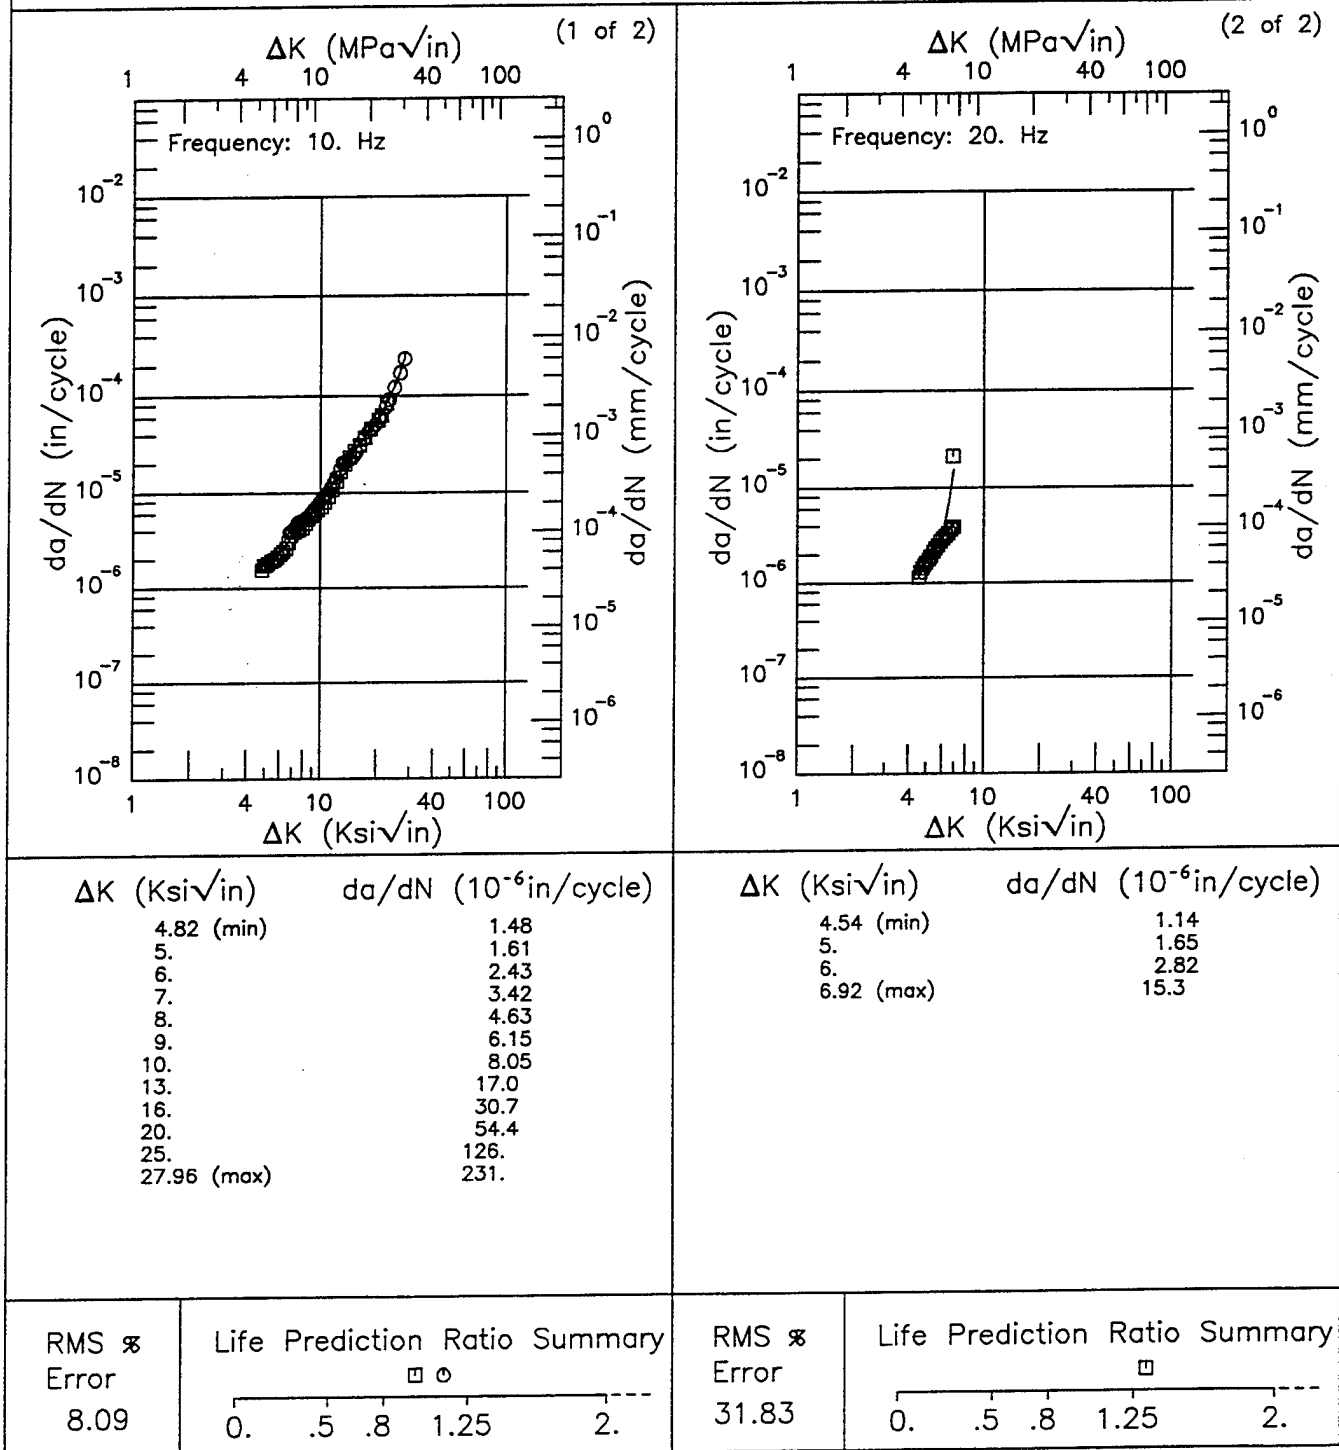 (1 of 2)
ΔK (MPa√in)
1 4 10 40 100
Frequency: 10. Hz
10⁰
10⁻²
10⁻¹
10⁻³
10⁻²
10⁻⁴
10⁻³
10⁻⁵
10⁻⁴
10⁻⁶
10⁻⁵
10⁻⁷
10⁻⁶
10⁻⁸
da/dN (in/cycle)
da/dN (mm/cycle)
1 4 10 40 100
ΔK (Ksi√in)
(2 of 2)
ΔK (MPa√in)
1 4 10 40 100
Frequency: 20. Hz
10⁰
10⁻²
10⁻¹
10⁻³
10⁻²
10⁻⁴
10⁻³
10⁻⁵
10⁻⁴
10⁻⁶
10⁻⁵
10⁻⁷
10⁻⁶
10⁻⁸
da/dN (in/cycle)
da/dN (mm/cycle)
1 4 10 40 100
ΔK (Ksi√in)
ΔK (Ksi√in) da/dN (10⁻⁶in/cycle)
4.82 (min) 1.48
5. 1.61
6. 2.43
7. 3.42
8. 4.63
9. 6.15
10. 8.05
13. 17.0
16. 30.7
20. 54.4
25. 126.
27.96 (max) 231.
ΔK (Ksi√in) da/dN (10⁻⁶in/cycle)
4.54 (min) 1.14
5. 1.65
6. 2.82
6.92 (max) 15.3
RMS %
Error
8.09
Life Prediction Ratio Summary
0. .5 .8 1.25 2.
RMS %
Error
31.83
Life Prediction Ratio Summary
0. .5 .8 1.25 2.